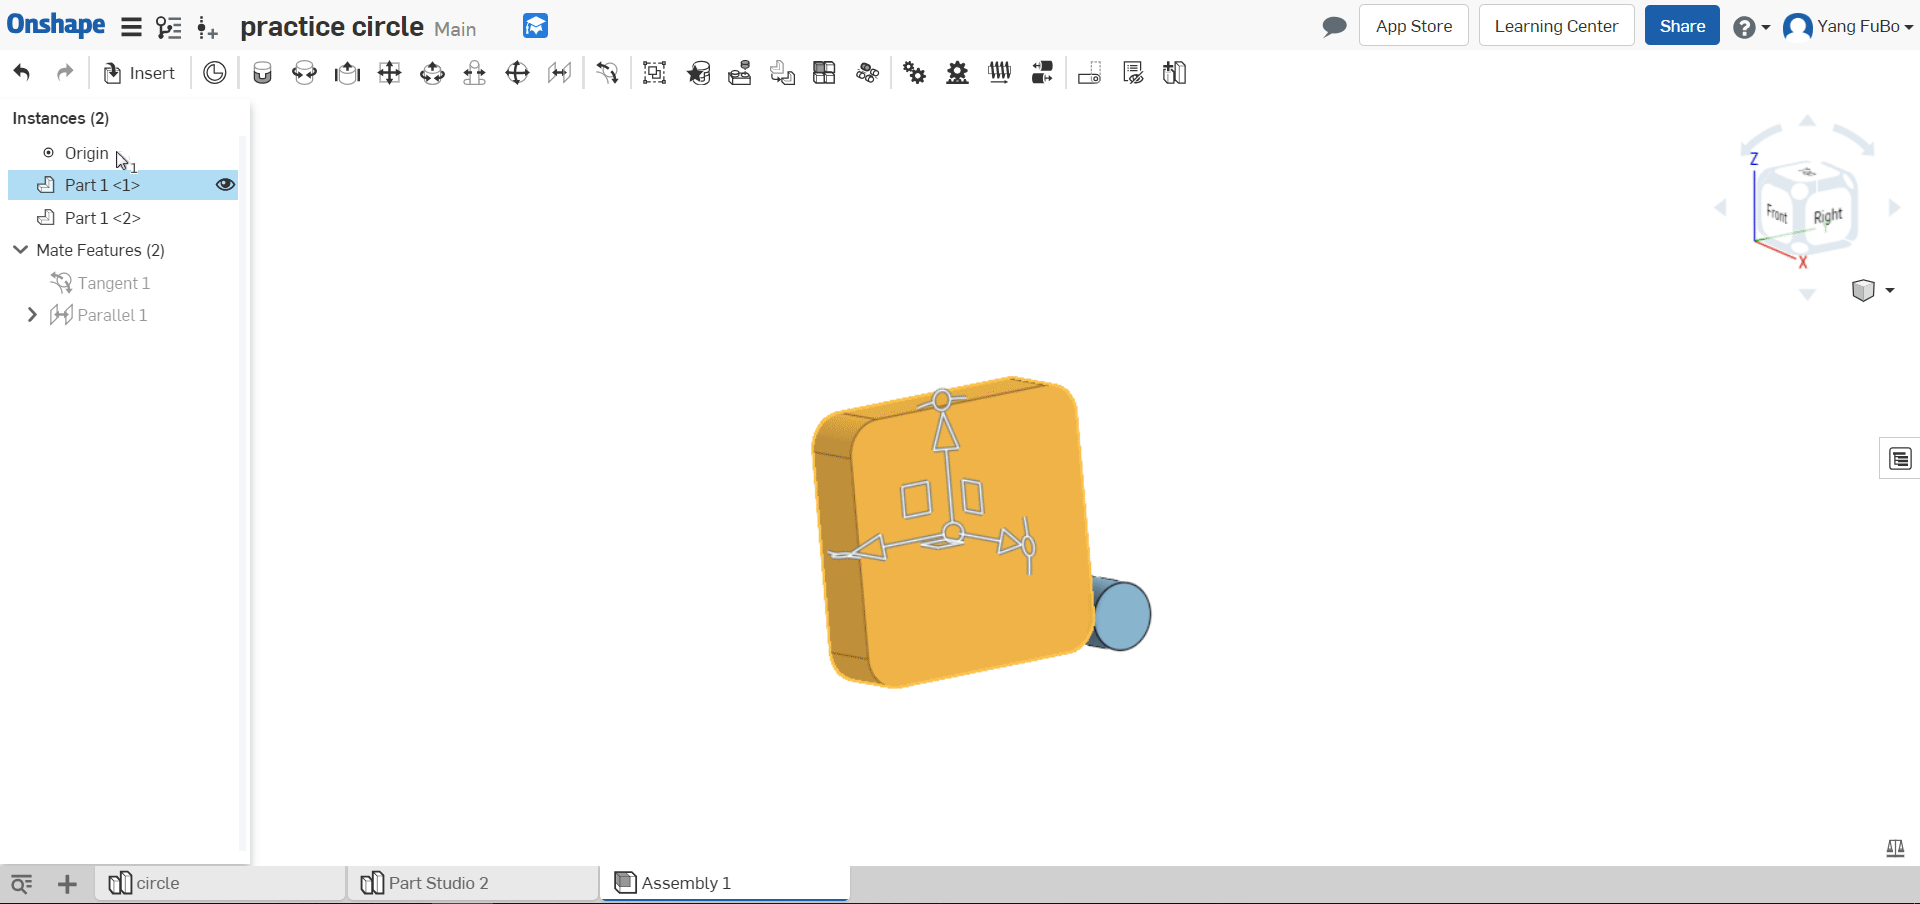 Onshape practice circle Main App Store Learning Center Share Yang FuBo
Insert
Instances (2)
Origin
1
Part 1 <1>
Part 1 <2>
Mate Features (2)
Tangent 1
Parallel 1
Z
Front Right
X
circle Part Studio 2 Assembly 1